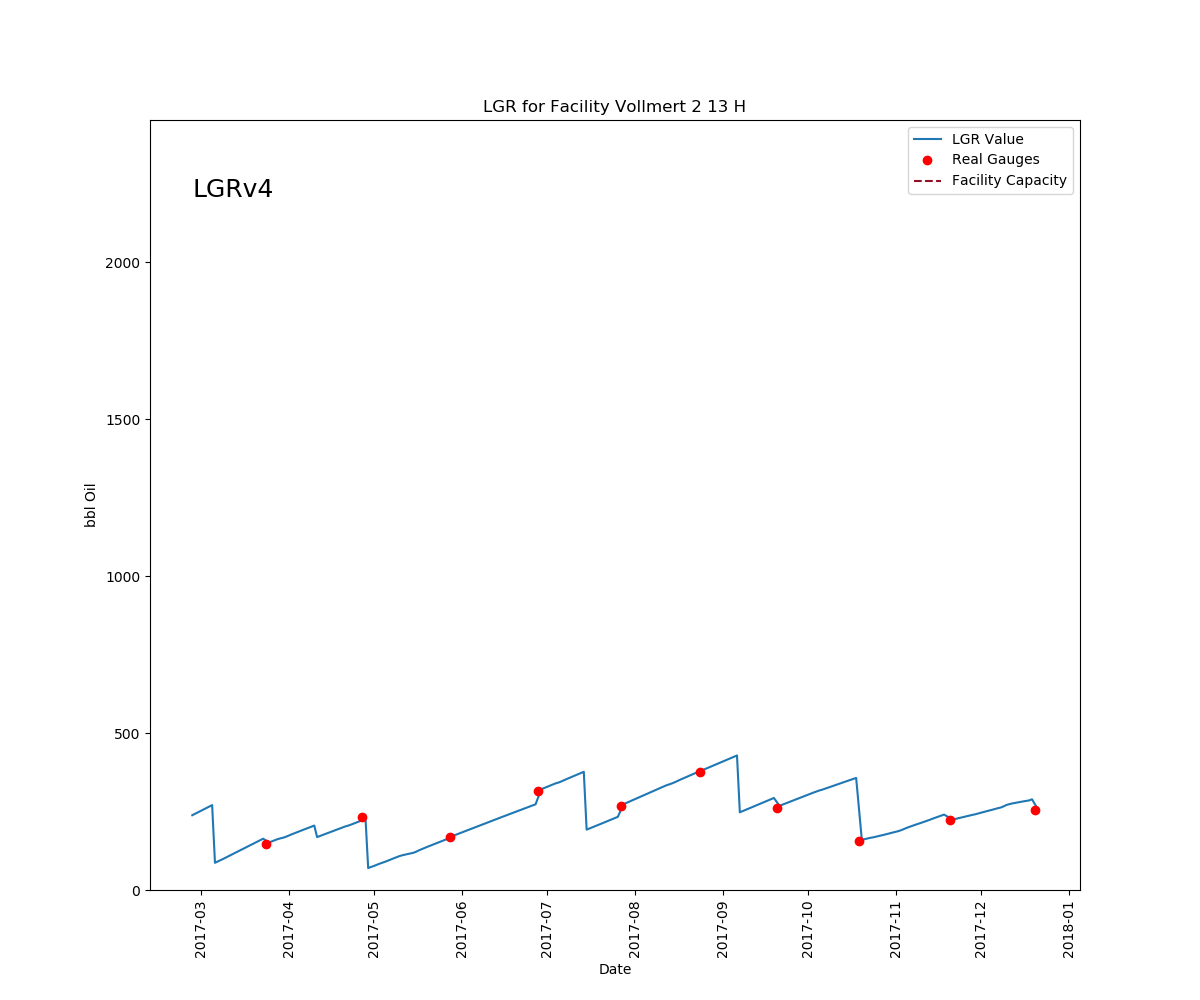 LGR for Facility Vollmert 2 13 H
LGR Value
Real Gauges
Facility Capacity
LGRv4
2000
1500
1000
500
0
bbl Oil
2017-03
2017-04
2017-05
2017-06
2017-07
2017-08
2017-09
2017-10
2017-11
2017-12
2018-01
Date